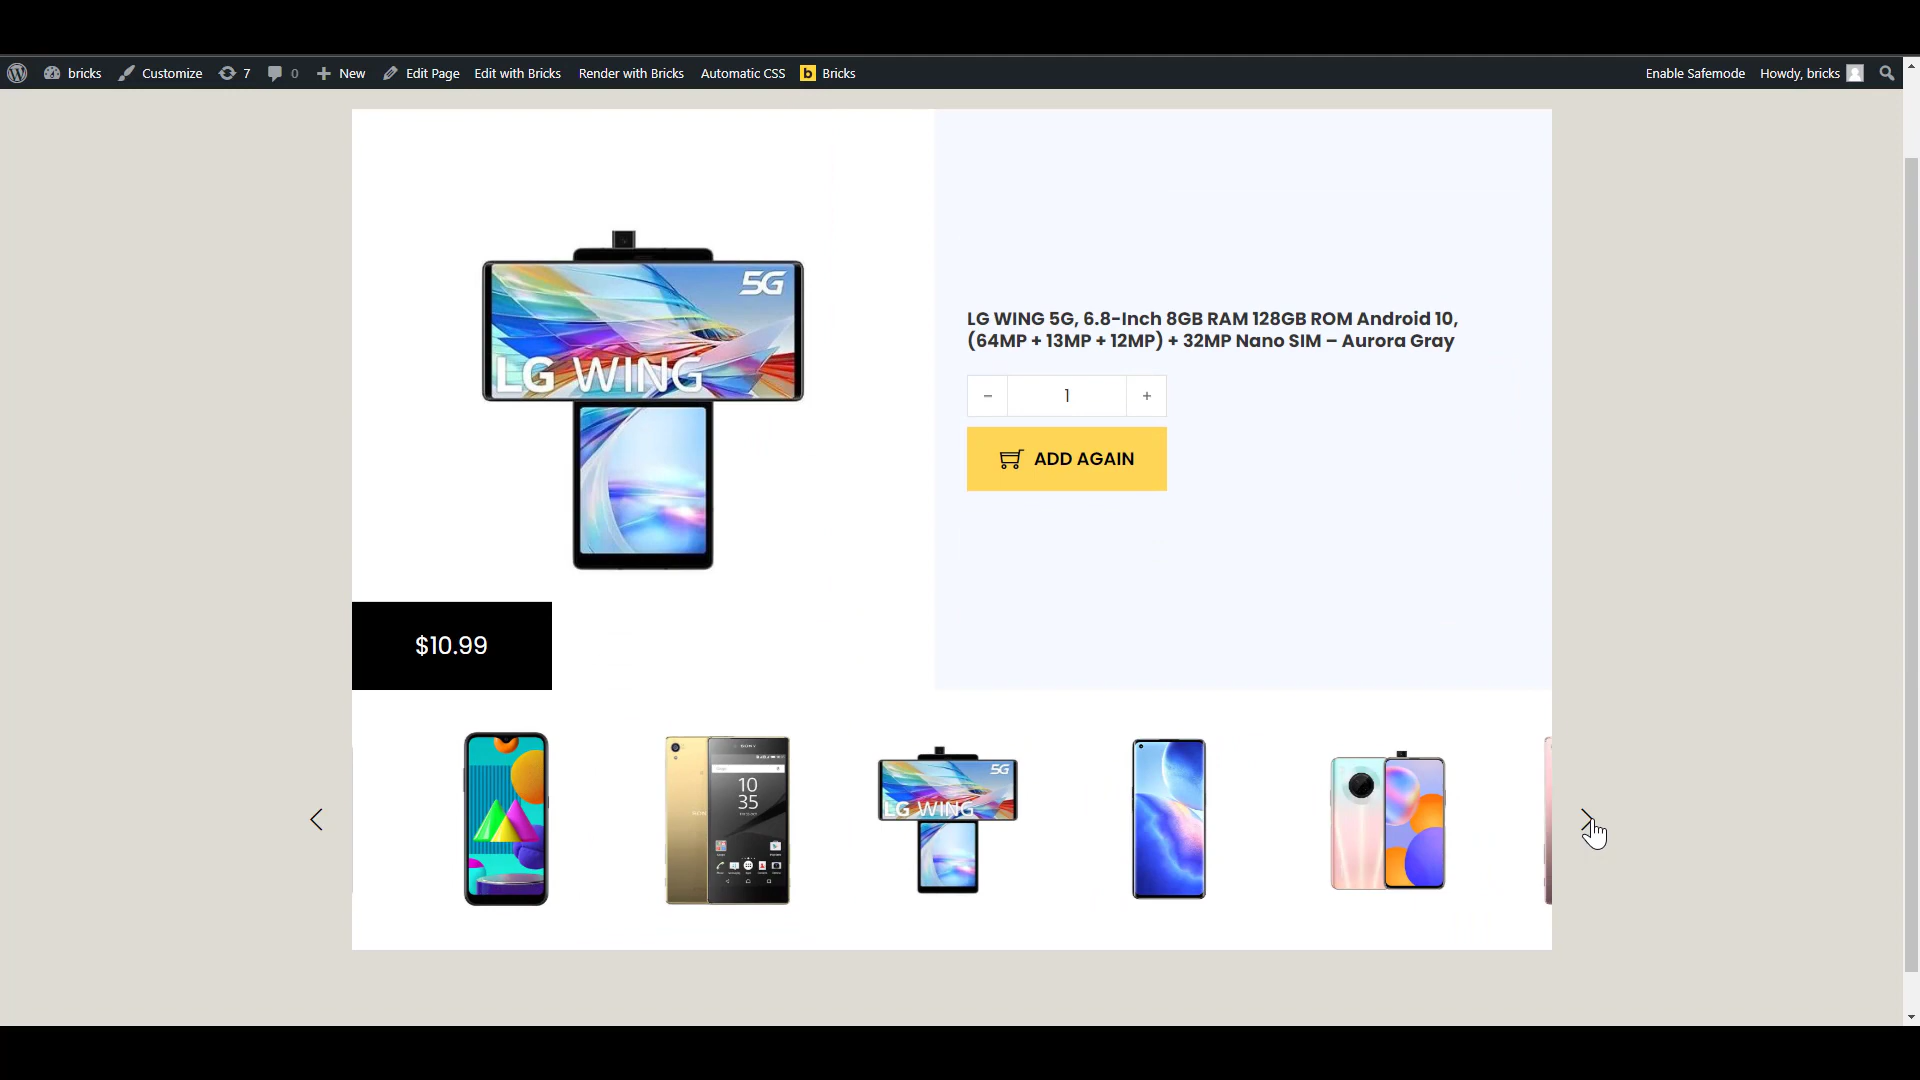 bricks Customize 7 0 New Edit Page Edit with Bricks Render with Bricks Automatic CSS b Bricks Enable Safemode Howdy, bricks
5G
LG WING
LG WING 5G, 6.8-Inch 8GB RAM 128GB ROM Android 10,
(64MP + 13MP + 12MP) + 32MP Nano SIM – Aurora Gray
− 1 +
ADD AGAIN
$10.99
SONY
10
35
5G
LG WING